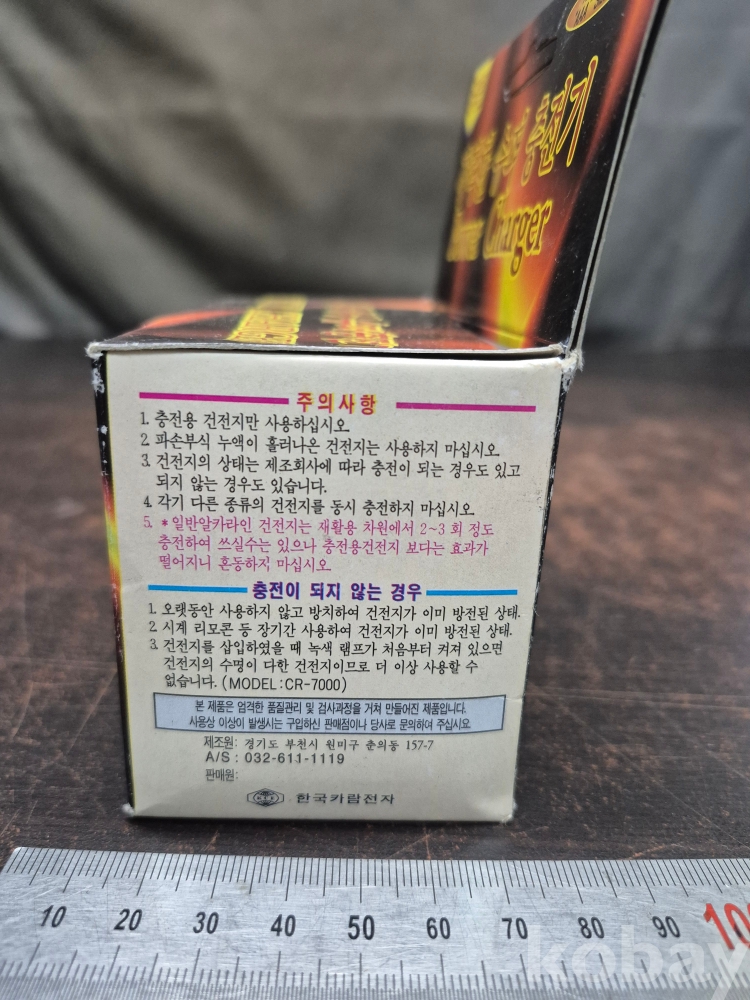 충전기
Charger
주의사항
1. 충전용 건전지만 사용하십시오.
2. 파손부식 누액이 흘러나온 건전지는 사용하지 마십시오.
3. 건전지의 상태는 제조회사에 따라 충전이 되는 경우도 있고
되지 않는 경우도 있습니다.
4. 각기 다른 종류의 건전지를 동시 충전하지 마십시오.
5. *일반알카라인 건전지는 재활용 차원에서 2~3 회 정도
충전하여 쓰실수는 있으나 충전용건전지 보다는 효과가
떨어지니 혼동하지 마십시오.
충전이 되지 않는 경우
1. 오랫동안 사용하지 않고 방치하여 건전지가 이미 방전된 상태.
2. 시계 리모콘 등 장기간 사용하여 건전지가 이미 방전된 상태.
3. 건전지를 삽입하였을 때 녹색 램프가 처음부터 켜져 있으면
건전지의 수명이 다한 건전지이므로 더 이상 사용할 수
없습니다. (MODEL:CR-7000)
본 제품은 엄격한 품질관리 및 검사과정을 거쳐 만들어진 제품입니다.
사용상 이상이 발생시는 구입하신 판매점이나 당사로 문의하여 주십시요.
제조원: 경기도 부천시 원미구 춘의동 157-7
A/S : 032-611-1119
판매원:
한국카람전자
10 20 30 40 50 60 70 80 90 100
kobay